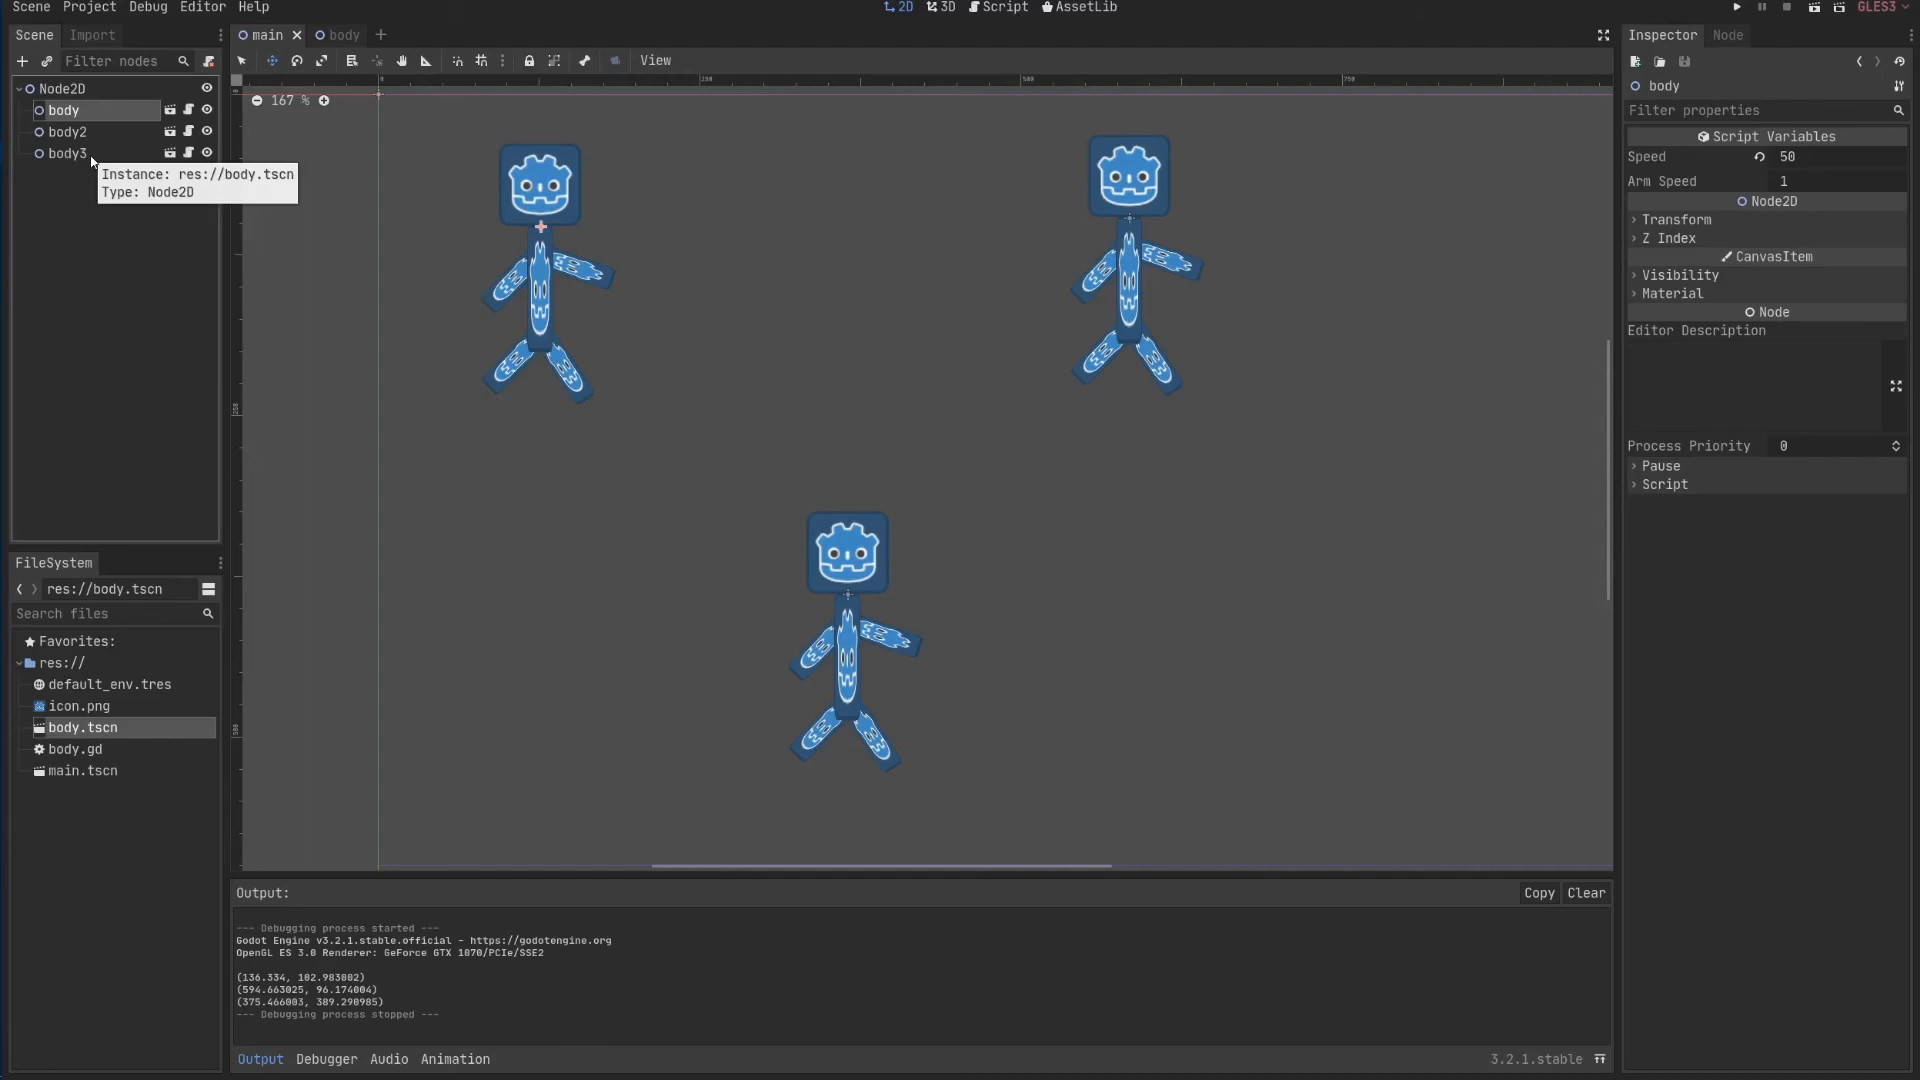 Scene Project Debug Editor Help
2D 3D Script AssetLib
GLES3
Scene Import
Filter nodes
Node2D
body
body2
body3
Instance: res://body.tscn
Type: Node2D
FileSystem
res://body.tscn
Search files
Favorites:
res://
default_env.tres
icon.png
body.tscn
body.gd
main.tscn
main body
View
0 250 500 750
250
500
167 %
Output:
Copy Clear
--- Debugging process started ---
Godot Engine v3.2.1.stable.official - https://godotengine.org
OpenGL ES 3.0 Renderer: GeForce GTX 1070/PCIe/SSE2
(136.334, 102.983002)
(594.663025, 96.174004)
(375.466003, 389.290985)
--- Debugging process stopped ---
Output Debugger Audio Animation
3.2.1.stable
Inspector Node
body
Filter properties
Script Variables
Speed 50
Arm Speed 1
Node2D
Transform
Z Index
CanvasItem
Visibility
Material
Node
Editor Description
Process Priority 0
Pause
Script